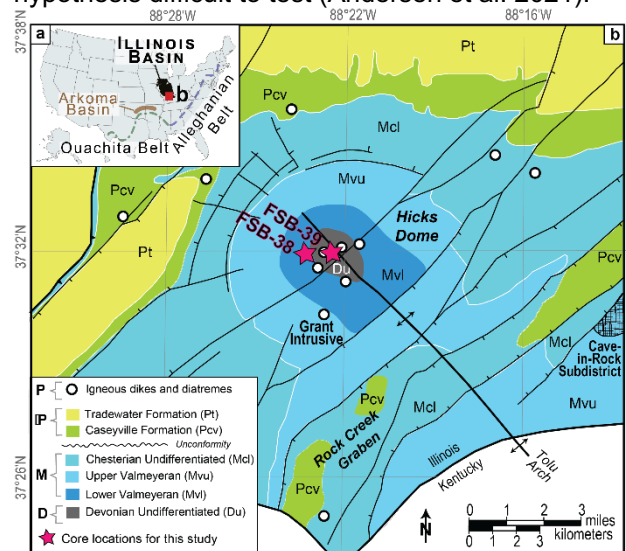 hypothesis difficult to test (Anderson et al. 2021).
88°28'W
88°22'W
88°16'W
37°38'N
a
ILLINOIS
BASIN
b
Arkoma
Basin
Ouachita Belt
Alleghanian
Belt
b
Pt
Pcv
Mcl
Mvu
Pcv
Pt
37°32'N
FSB-39
FSB-38
Hicks
Dome
Du
Mvl
Pcv
Grant
Intrusive
Mcl
Cave-
in-Rock
Subdistrict
Pcv
Mcl
Mvu
Rock Creek
Graben
Illinois
Kentucky
Tolu
Arch
37°26'N
Pcv
P Igneous dikes and diatremes
IP Tradewater Formation (Pt)
Caseyville Formation (Pcv)
Unconformity
M Chesterian Undifferentiated (Mcl)
Upper Valmeyeran (Mvu)
Lower Valmeyeran (Mvl)
D Devonian Undifferentiated (Du)
Core locations for this study
N
0 1 2 3 miles
0 1 2 3 kilometers